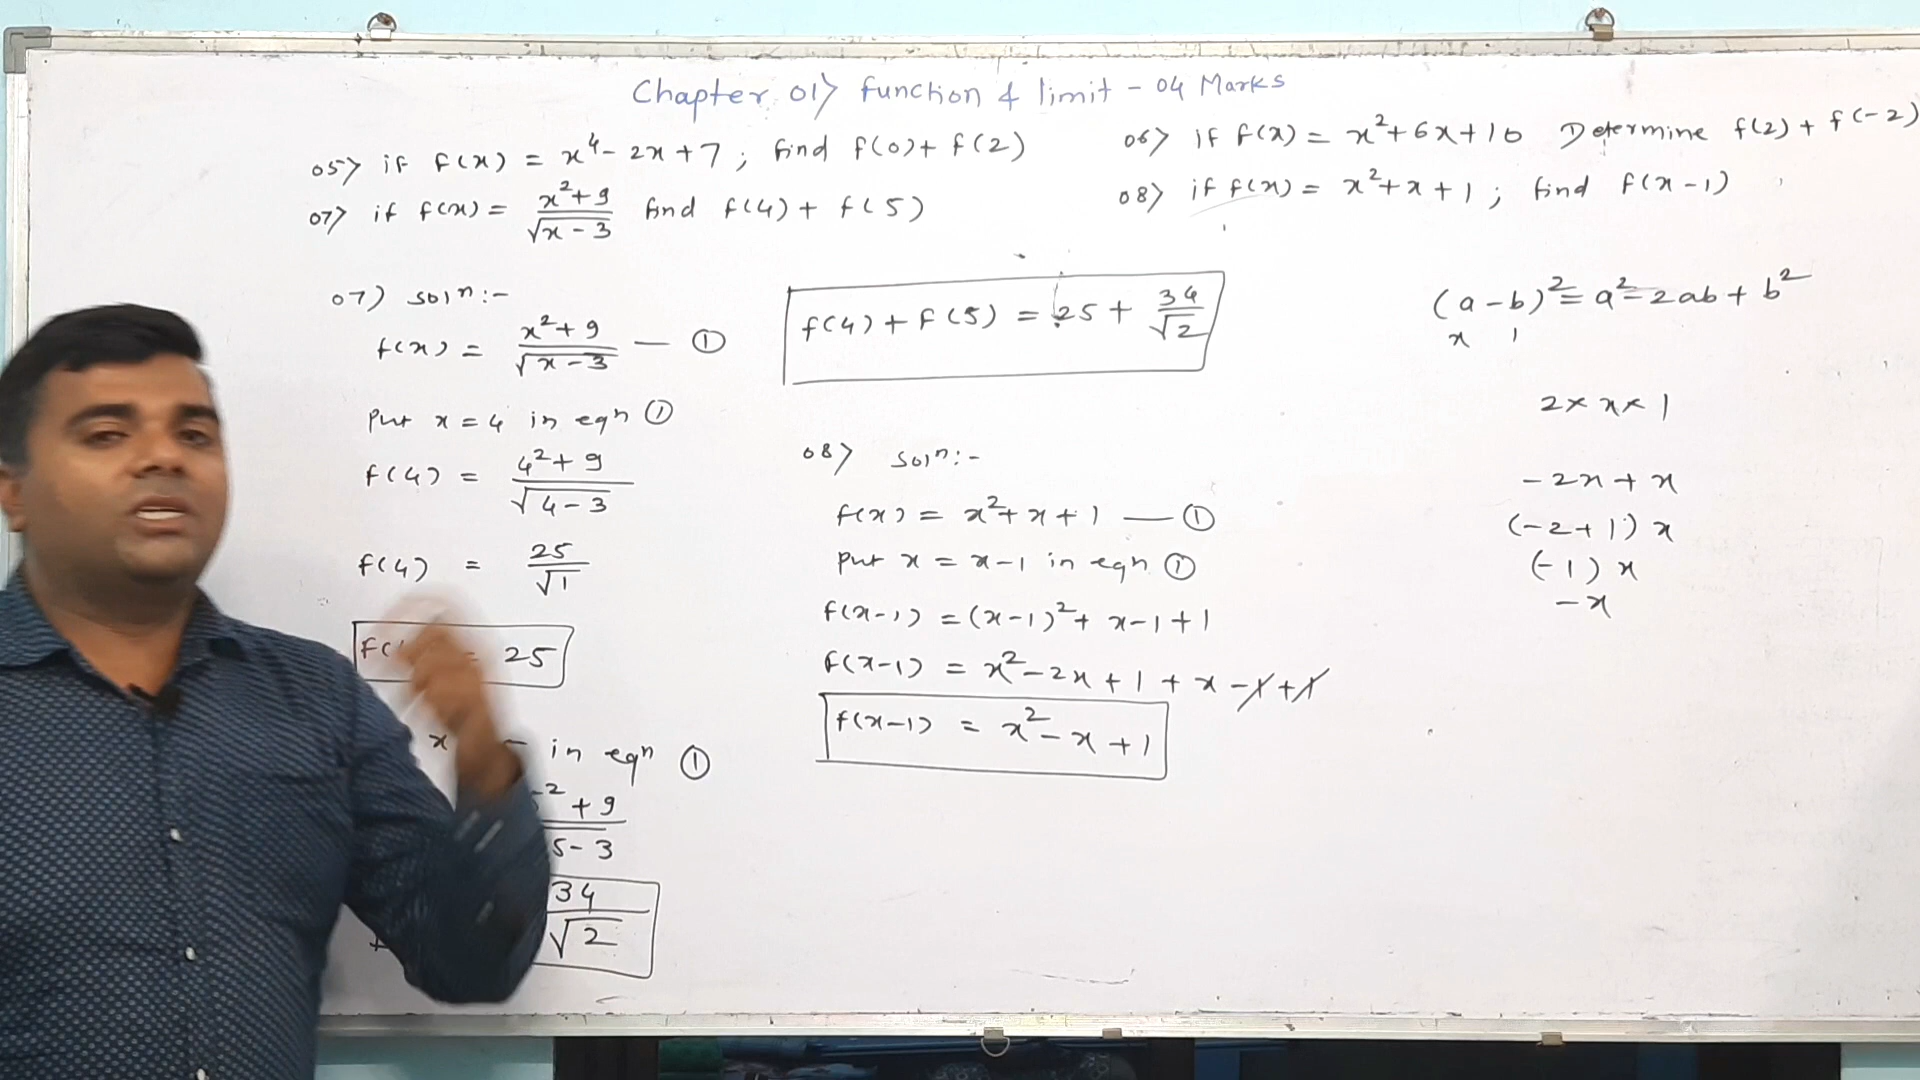 Chapter 01> function & limit - 04 Marks
05> if f(x) = x⁴ - 2x + 7 ; find f(0) + f(2)
06> if f(x) = x² + 6x + 10 Determine f(2) + f(-2)
07> if f(x) = (x² + 9)/√(x - 3) find f(4) + f(5)
08> if f(x) = x² + x + 1 ; find f(x-1)
07) soln :-
f(x) = (x² + 9)/√(x - 3) — ①
put x = 4 in eqn ①
f(4) = (4² + 9)/√(4 - 3)
f(4) = 25/√1
= 25
x in eqn ①
² + 9
5 - 3
34/√2
f(4) + f(5) = 25 + 34/√2
08> soln :-
f(x) = x² + x + 1 — ①
put x = x-1 in eqn ①
f(x-1) = (x-1)² + x-1+1
f(x-1) = x² - 2x + 1 + x - 1 + 1
f(x-1) = x² - x + 1
(a - b)² = a² - 2ab + b²
x 1
2 × x × 1
- 2x + x
(-2 + 1) x
(-1) x
- x